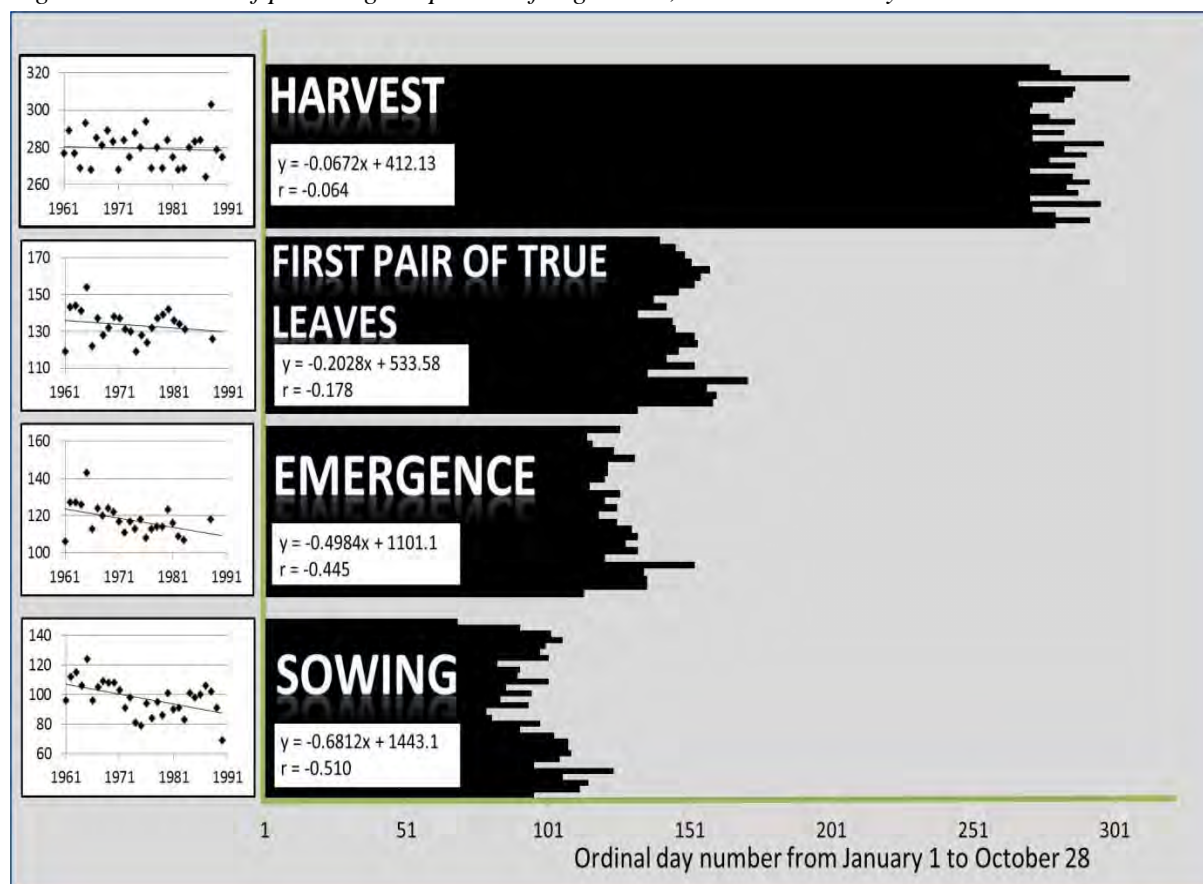 320
300
280
260
1961 1971 1981 1991
HARVEST
y = -0.0672x + 412.13
r = -0.064
170
150
130
110
1961 1971 1981 1991
FIRST PAIR OF TRUE
LEAVES
y = -0.2028x + 533.58
r = -0.178
160
140
120
100
1961 1971 1981 1991
EMERGENCE
y = -0.4984x + 1101.1
r = -0.445
140
120
100
80
60
1961 1971 1981 1991
SOWING
y = -0.6812x + 1443.1
r = -0.510
1 51 101 151 201 251 301
Ordinal day number from January 1 to October 28